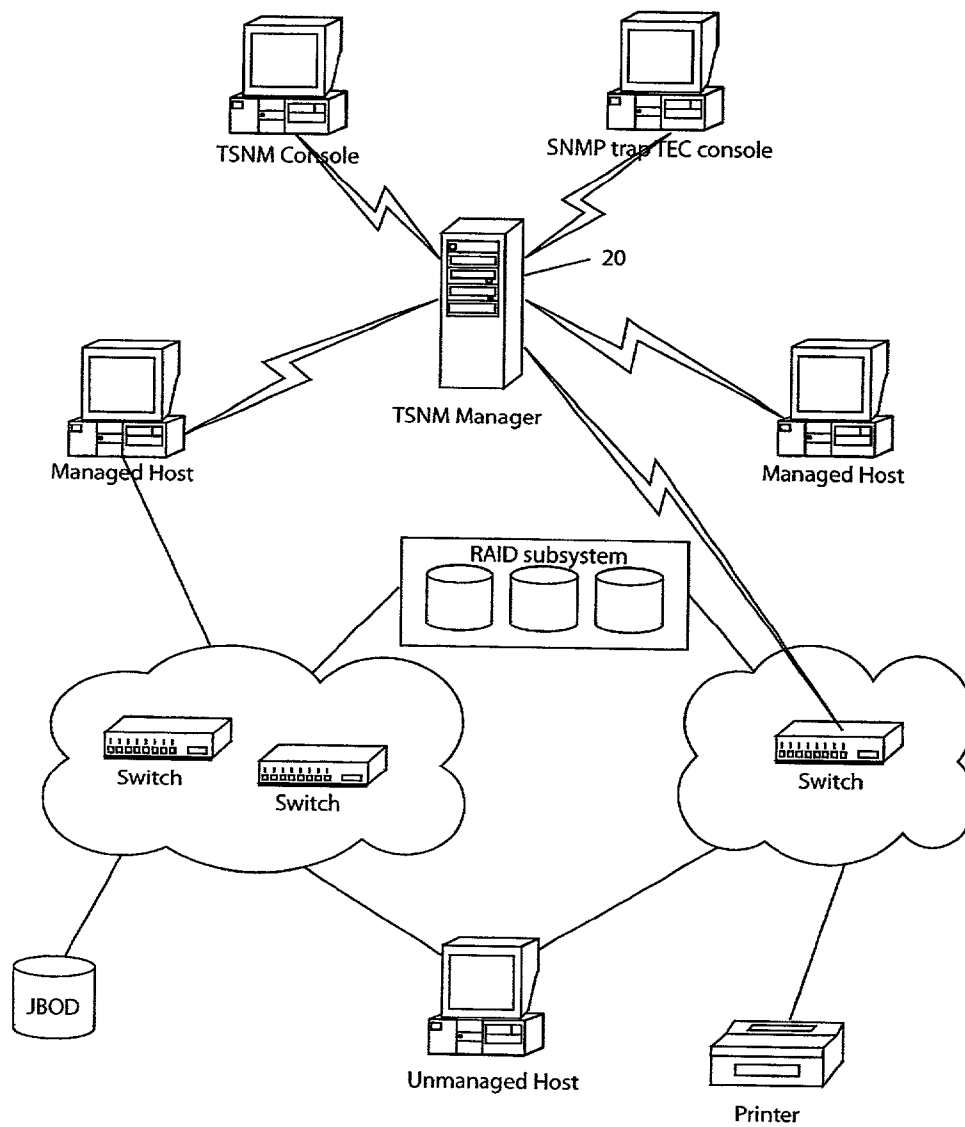 TSNM Console
SNMP trap TEC console
20
TSNM Manager
Managed Host
Managed Host
RAID subsystem
Switch
Switch
Switch
JBOD
Unmanaged Host
Printer